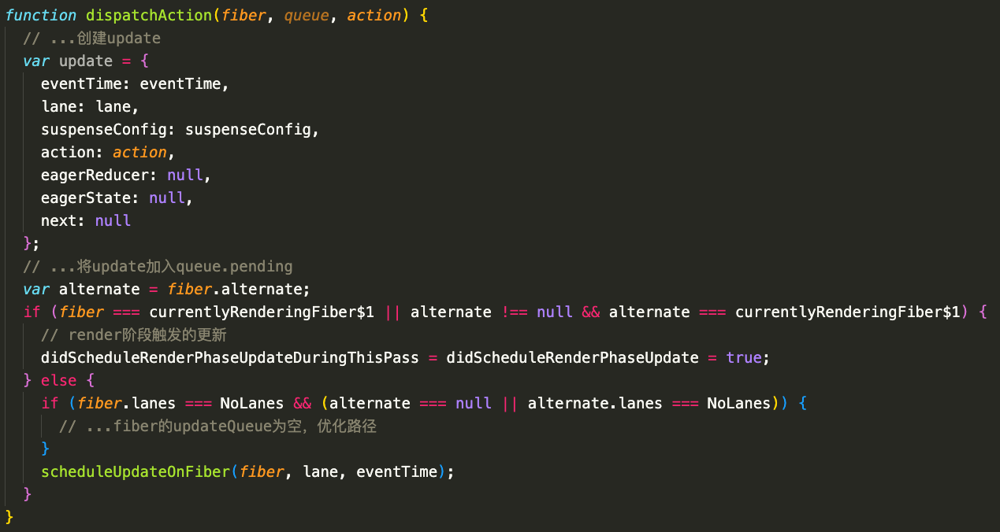 function dispatchAction(fiber, queue, action) {
  // ...创建update
  var update = {
    eventTime: eventTime,
    lane: lane,
    suspenseConfig: suspenseConfig,
    action: action,
    eagerReducer: null,
    eagerState: null,
    next: null
  };
  // ...将update加入queue.pending
  var alternate = fiber.alternate;
  if (fiber === currentlyRenderingFiber$1 || alternate !== null && alternate === currentlyRenderingFiber$1) {
    // render阶段触发的更新
    didScheduleRenderPhaseUpdateDuringThisPass = didScheduleRenderPhaseUpdate = true;
  } else {
    if (fiber.lanes === NoLanes && (alternate === null || alternate.lanes === NoLanes)) {
      // ...fiber的updateQueue为空，优化路径
    }
    scheduleUpdateOnFiber(fiber, lane, eventTime);
  }
}